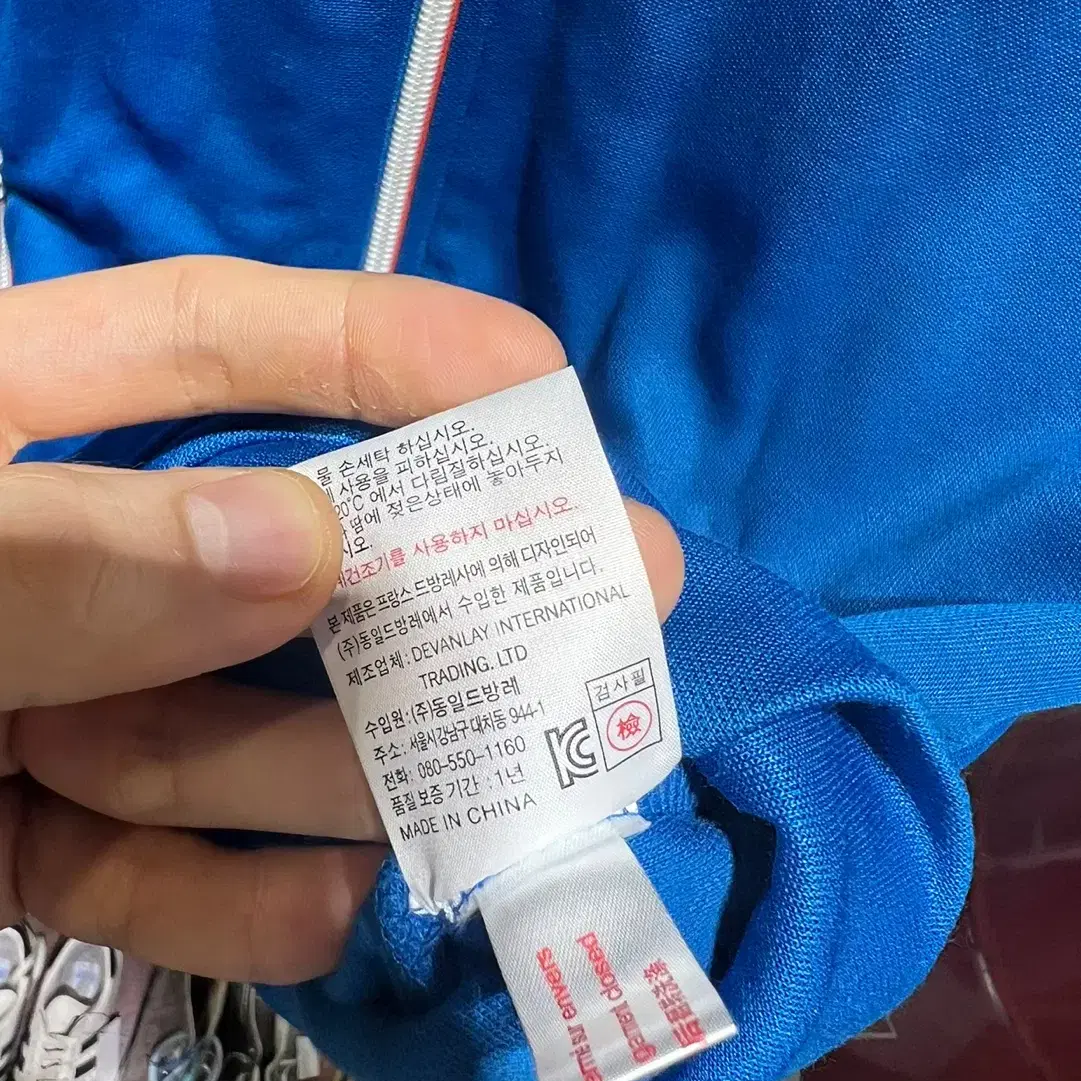 물 손세탁 하십시오.
사용을 피하십시오.
20℃ 에서 다림질하십시오.
땀에 젖은상태에 놓아두지
시오.
건조기를 사용하지 마십시오.
본 제품은프랑스드방레사에 의해 디자인되어
(주)동일드방레에서 수입한 제품입니다.
제조업체 : DEVANLAY INTERNATIONAL
TRADING. LTD
수입원 : (주)동일드방레
주소 : 서울시강남구대치동 944-1
전화 : 080-550-1160
품질 보증 기간 : 1년
MADE IN CHINA
검사필
檢
envers
closed